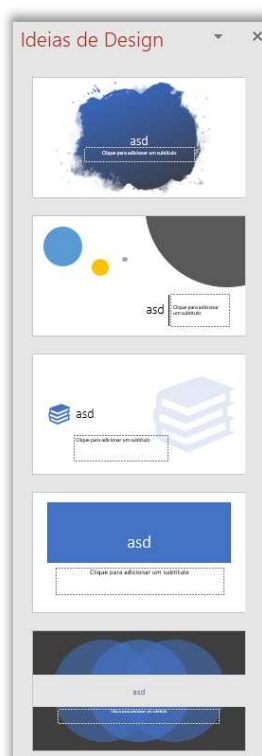 Ideias de Design
asd
Clique para adicionar um subtítulo
asd
Clique para adicionar
um subtítulo
asd
Clique para adicionar um subtítulo
asd
Clique para adicionar um subtítulo
asd